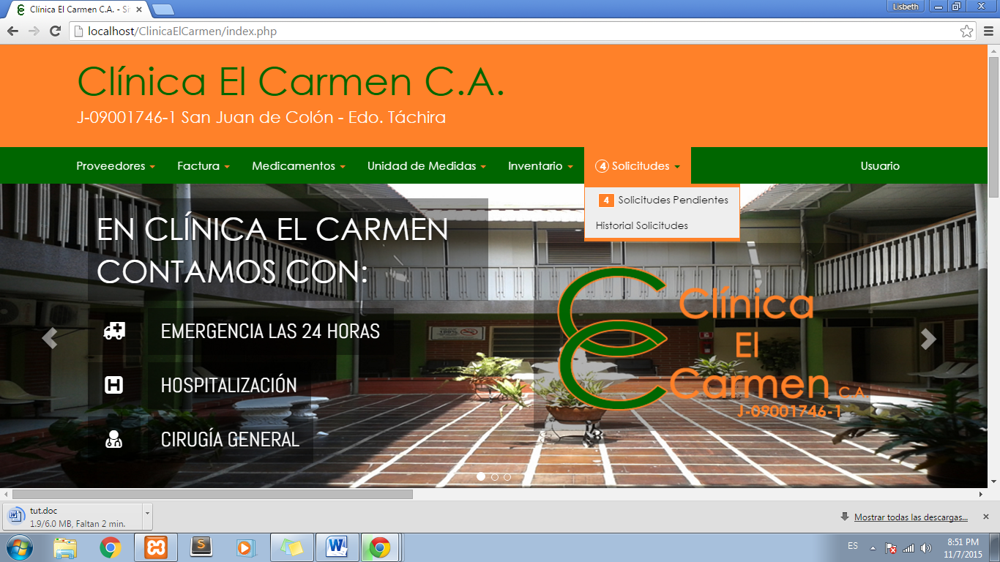 Clínica El Carmen C.A. - Si
Lisbeth
localhost/ClinicaElCarmen/index.php
Clínica El Carmen C.A.
J-09001746-1 San Juan de Colón - Edo. Táchira
Proveedores Factura Medicamentos Unidad de Medidas Inventario 4 Solicitudes Usuario
4 Solicitudes Pendientes
Historial Solicitudes
EN CLÍNICA EL CARMEN
CONTAMOS CON:
EMERGENCIA LAS 24 HORAS
H HOSPITALIZACIÓN
CIRUGÍA GENERAL
Clínica
El
Carmen C.A.
J-09001746-1
tut.doc
1.9/6.0 MB, Faltan 2 min.
Mostrar todas las descargas...
ES
8:51 PM
11/7/2015